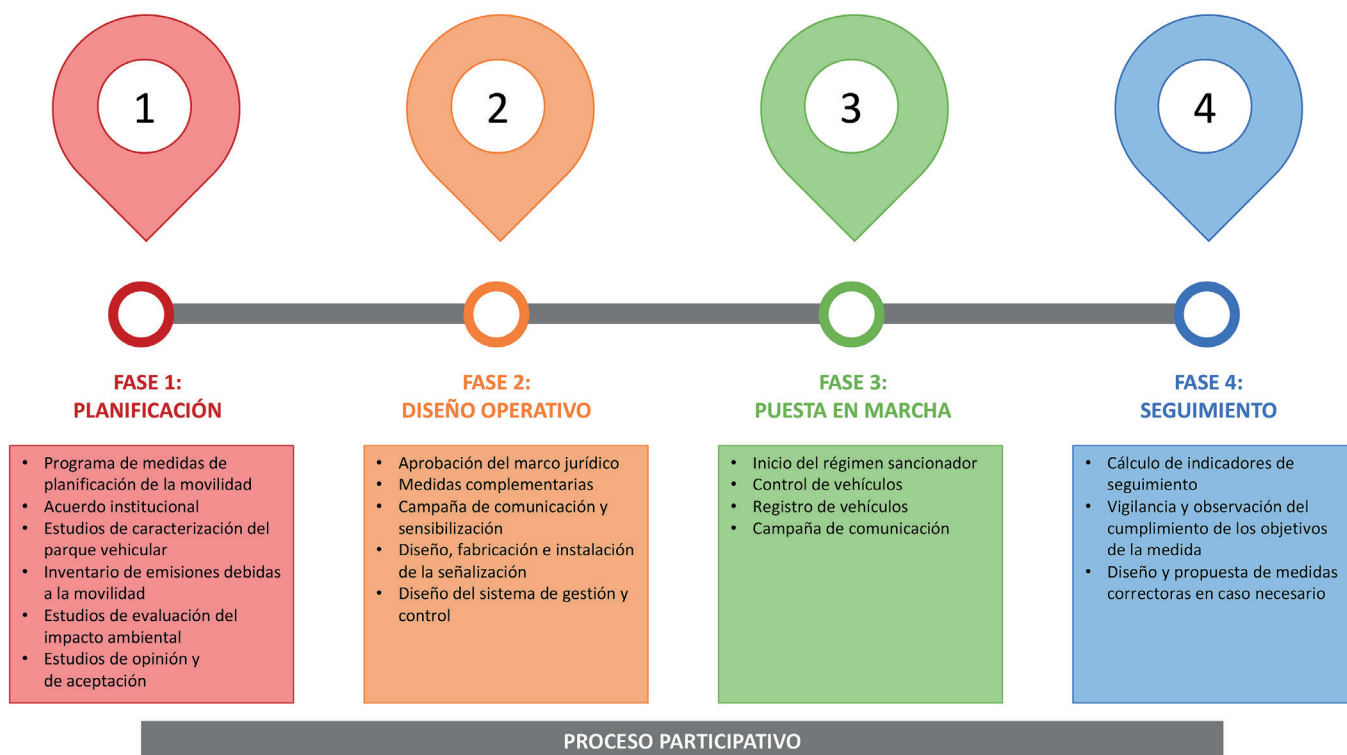 1
2
3
4
FASE 1:
PLANIFICACIÓN
• Programa de medidas de
planificación de la movilidad
• Acuerdo institucional
• Estudios de caracterización del
parque vehicular
• Inventario de emisiones debidas
a la movilidad
• Estudios de evaluación del
impacto ambiental
• Estudios de opinión y
de aceptación
FASE 2:
DISEÑO OPERATIVO
• Aprobación del marco jurídico
• Medidas complementarias
• Campaña de comunicación y
sensibilización
• Diseño, fabricación e instalación
de la señalización
• Diseño del sistema de gestión y
control
FASE 3:
PUESTA EN MARCHA
• Inicio del régimen sancionador
• Control de vehículos
• Registro de vehículos
• Campaña de comunicación
FASE 4:
SEGUIMIENTO
• Cálculo de indicadores de
seguimiento
• Vigilancia y observación del
cumplimiento de los objetivos
de la medida
• Diseño y propuesta de medidas
correctoras en caso necesario
PROCESO PARTICIPATIVO